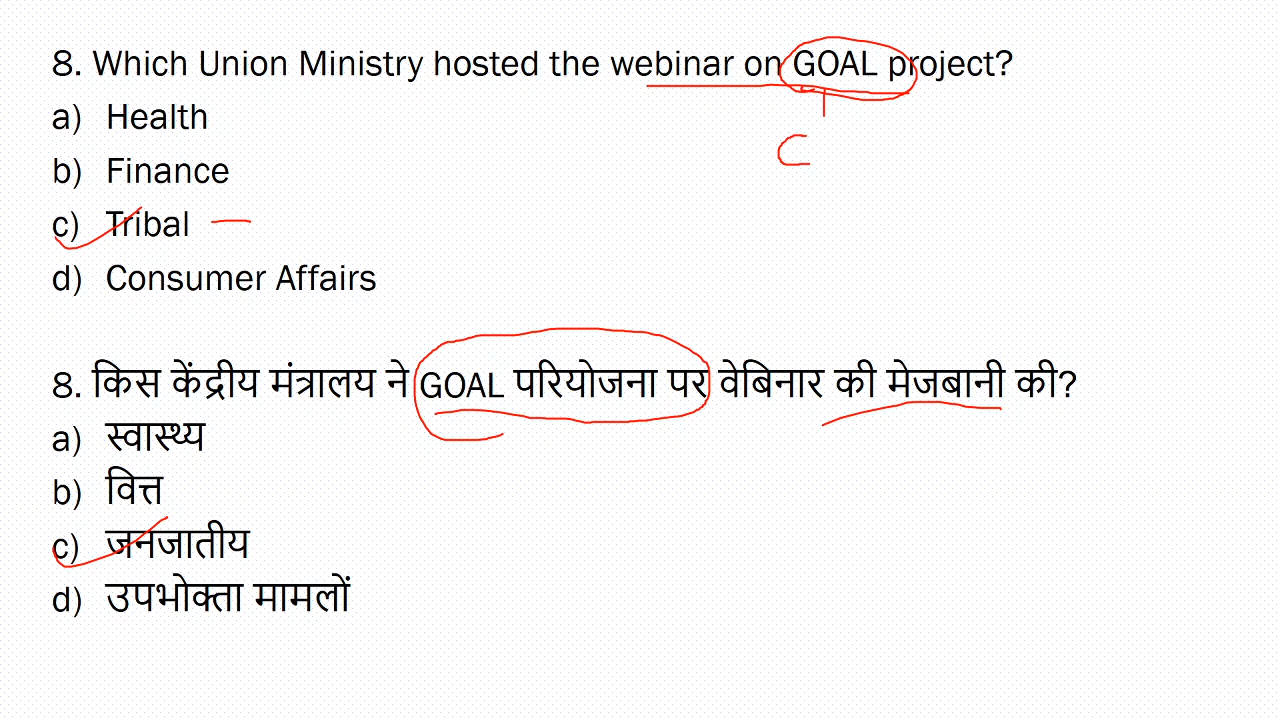 8. Which Union Ministry hosted the webinar on GOAL project?
C
a) Health
b) Finance
c) Tribal
d) Consumer Affairs
8. किस केंद्रीय मंत्रालय ने GOAL परियोजना पर वेबिनार की मेजबानी की?
a) स्वास्थ्य
b) वित्त
c) जनजातीय
d) उपभोक्ता मामलों